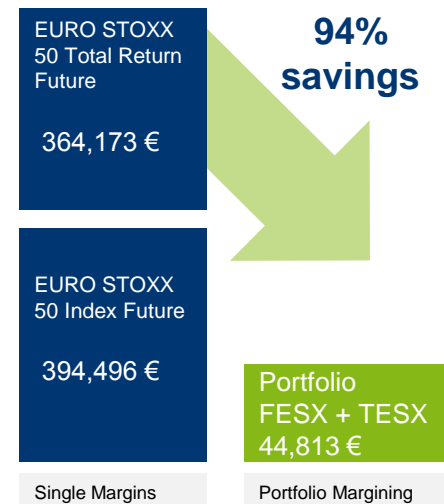 EURO STOXX
50 Total Return
Future
364,173 €
94%
savings
EURO STOXX
50 Index Future
394,496 €
Portfolio
FESX + TESX
44,813 €
Single Margins
Portfolio Margining